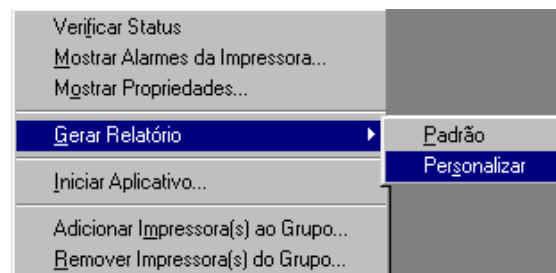 Verificar Status
Mostrar Alarmes da Impressora...
Mostrar Propriedades...
Gerar Relatório
Padrão
Personalizar
Iniciar Aplicativo...
Adicionar Impressora(s) ao Grupo...
Remover Impressora(s) do Grupo...